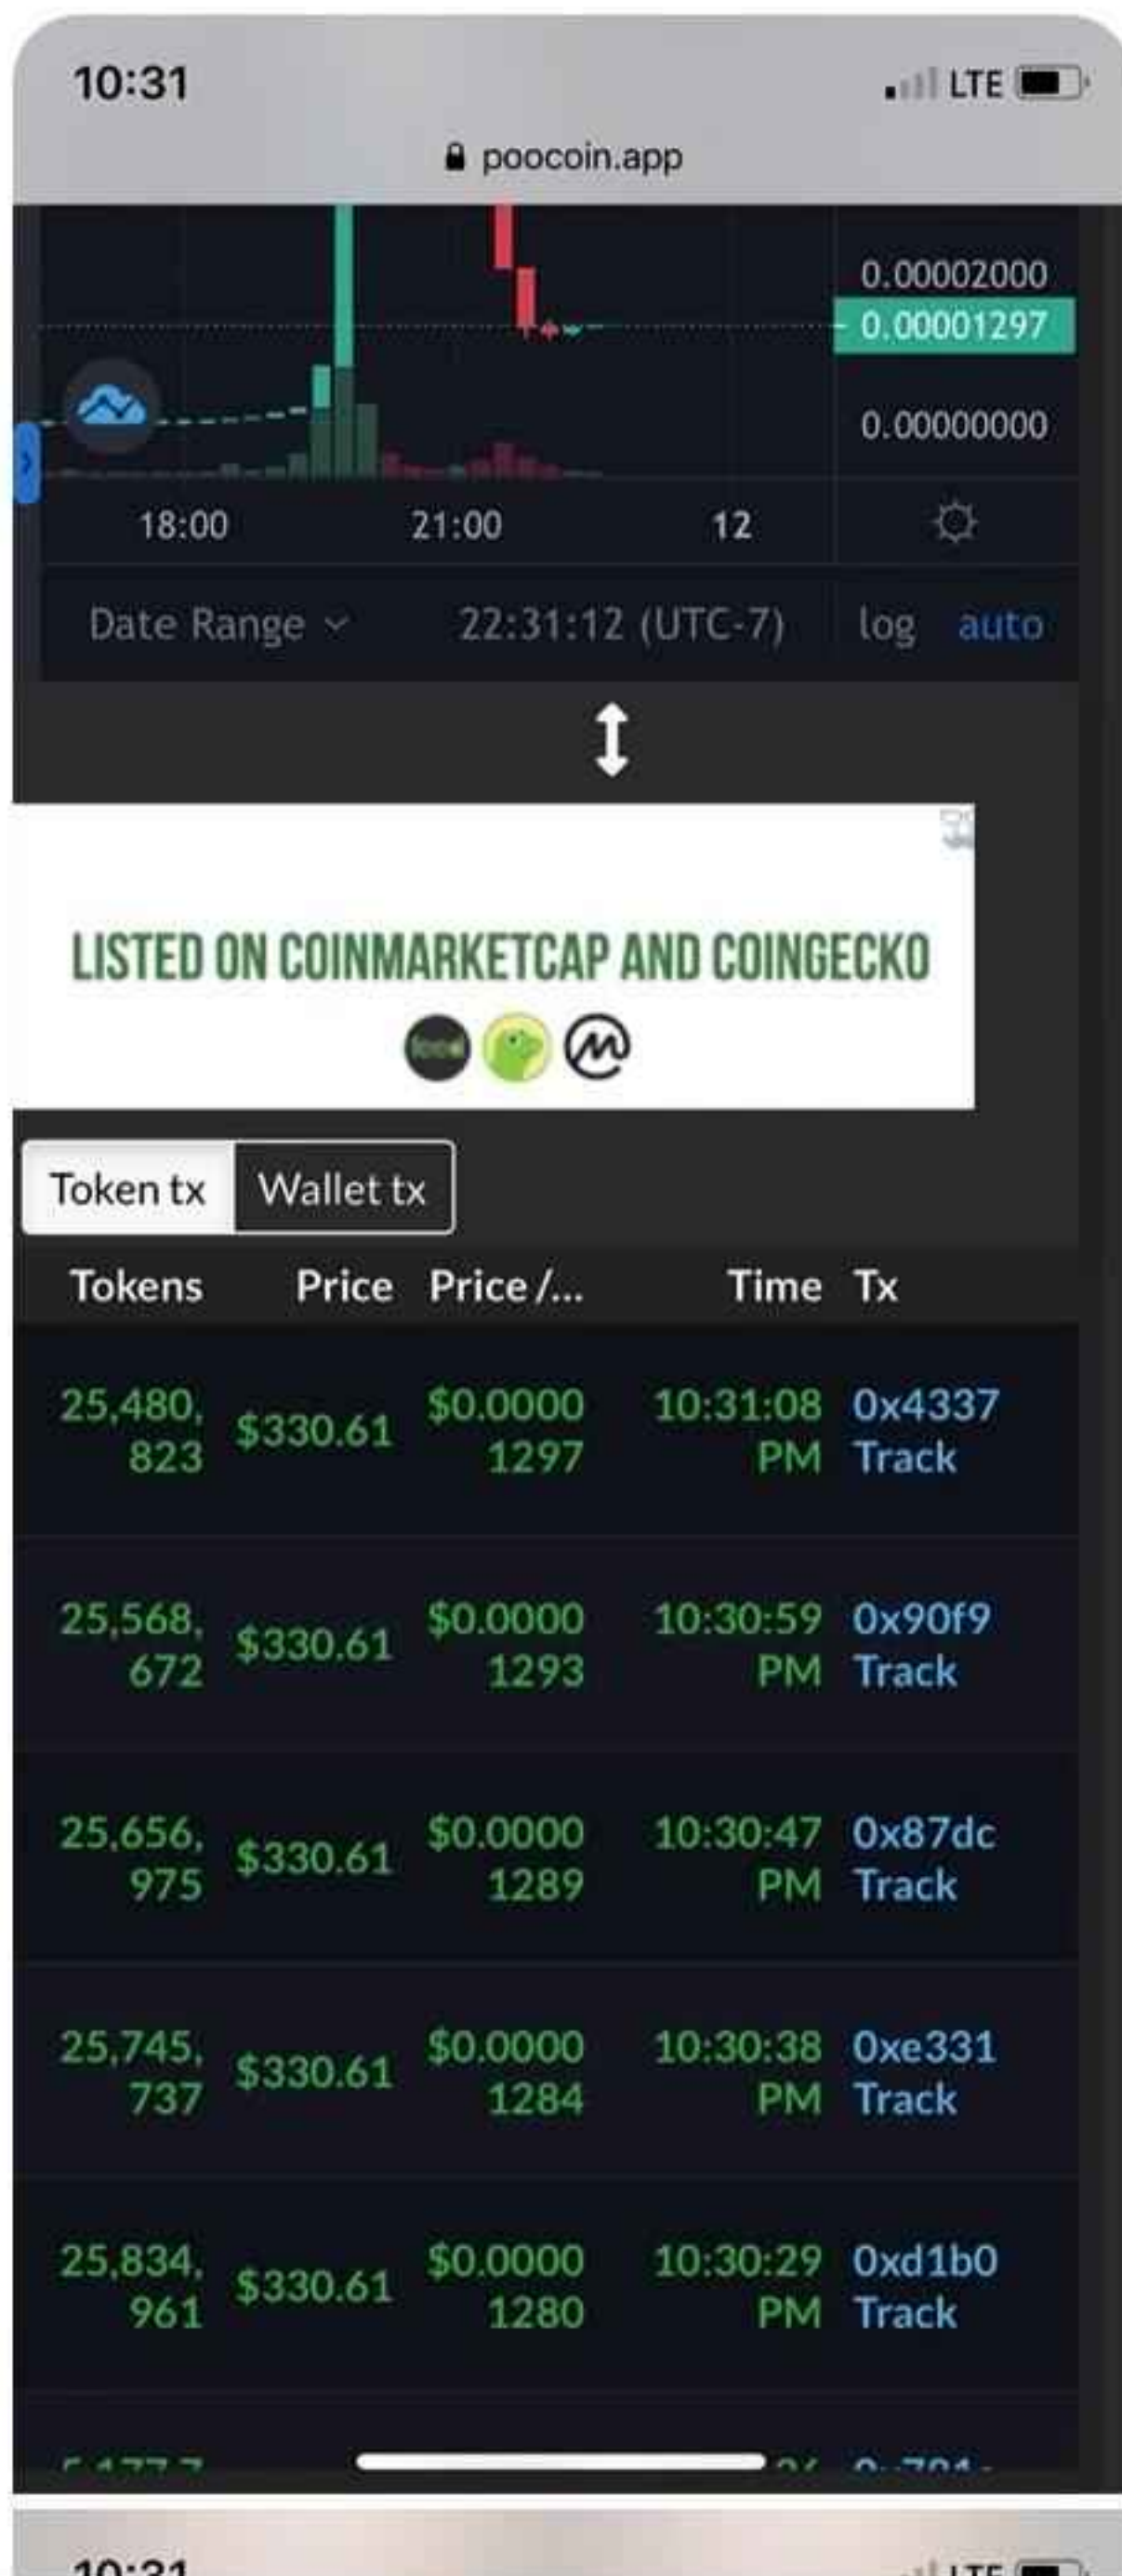 10:31
LTE
poocoin.app
0.00002000
0.00001297
0.00000000
18:00 21:00 12
Date Range 22:31:12 (UTC-7) log auto
LISTED ON COINMARKETCAP AND COINGECKO
Token tx Wallet tx
Tokens Price Price /... Time Tx
25,480, $330.61 $0.0000 10:31:08 0x4337
823 1297 PM Track
25,568, $330.61 $0.0000 10:30:59 0x90f9
672 1293 PM Track
25,656, $330.61 $0.0000 10:30:47 0x87dc
975 1289 PM Track
25,745, $330.61 $0.0000 10:30:38 0xe331
737 1284 PM Track
25,834, $330.61 $0.0000 10:30:29 0xd1b0
961 1280 PM Track
10:31
LTE